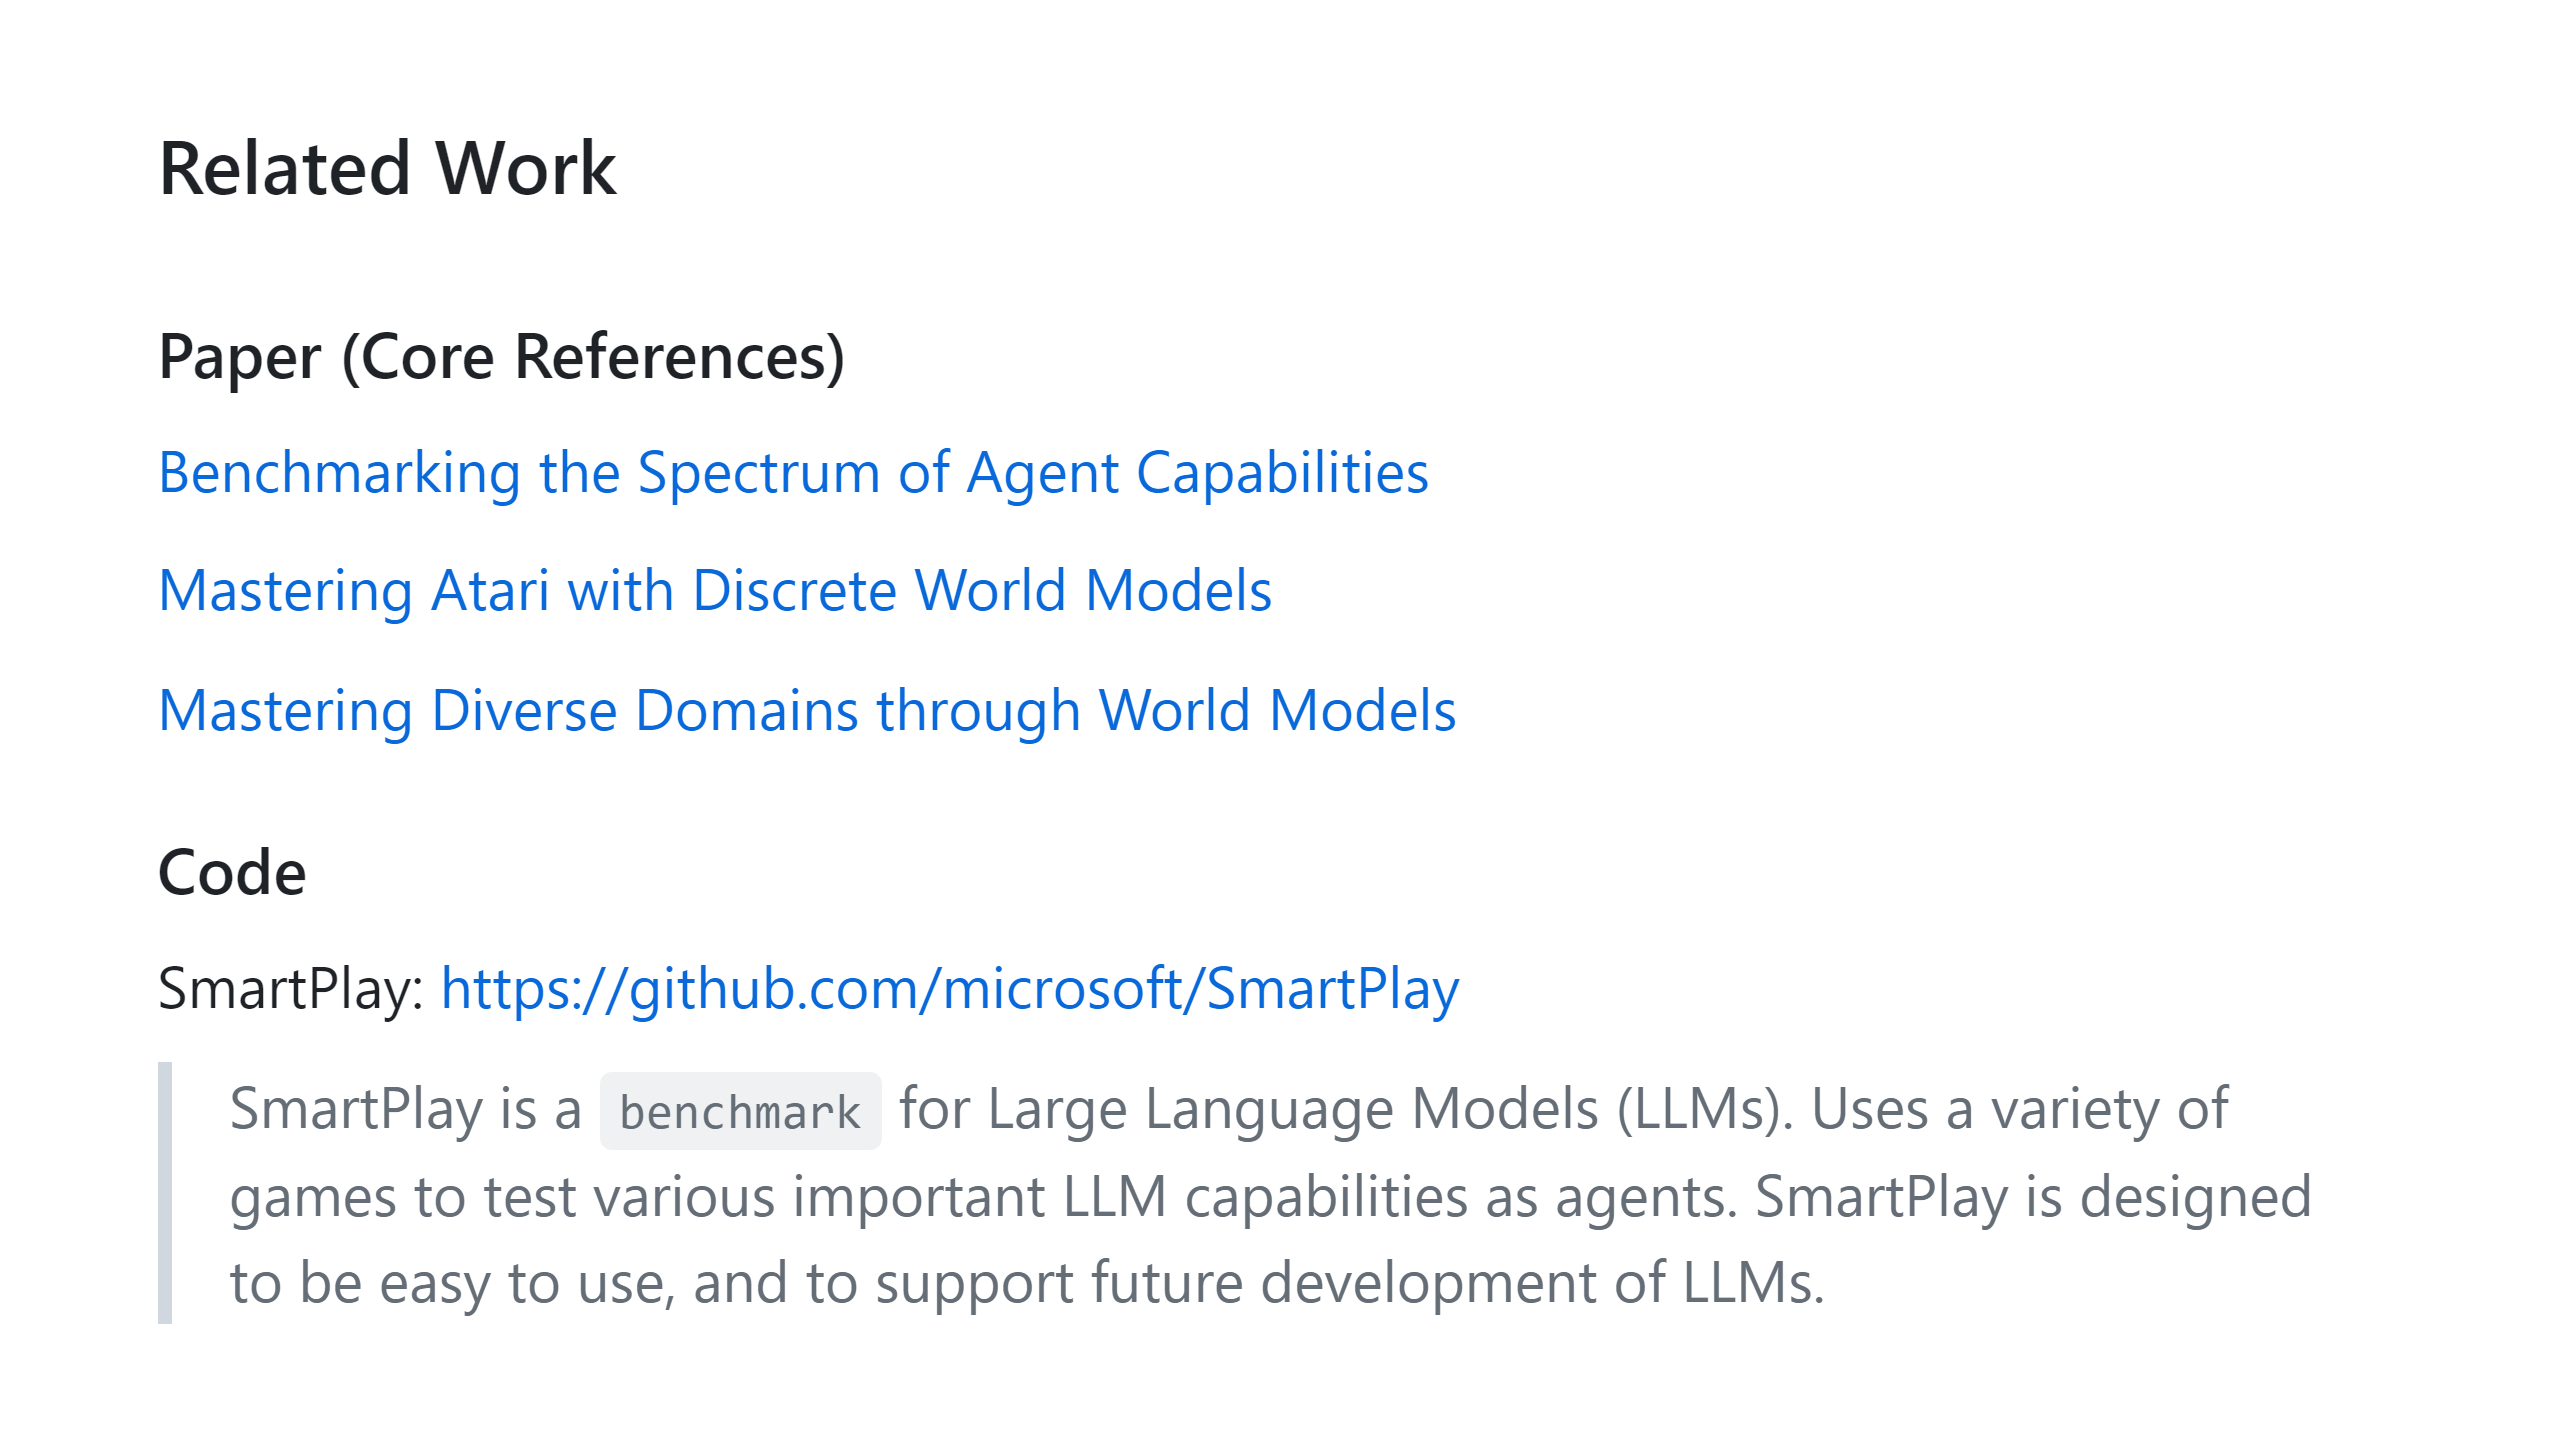 Related Work
Paper (Core References)
Benchmarking the Spectrum of Agent Capabilities
Mastering Atari with Discrete World Models
Mastering Diverse Domains through World Models
Code
SmartPlay: https://github.com/microsoft/SmartPlay
SmartPlay is a benchmark for Large Language Models (LLMs). Uses a variety of
games to test various important LLM capabilities as agents. SmartPlay is designed
to be easy to use, and to support future development of LLMs.